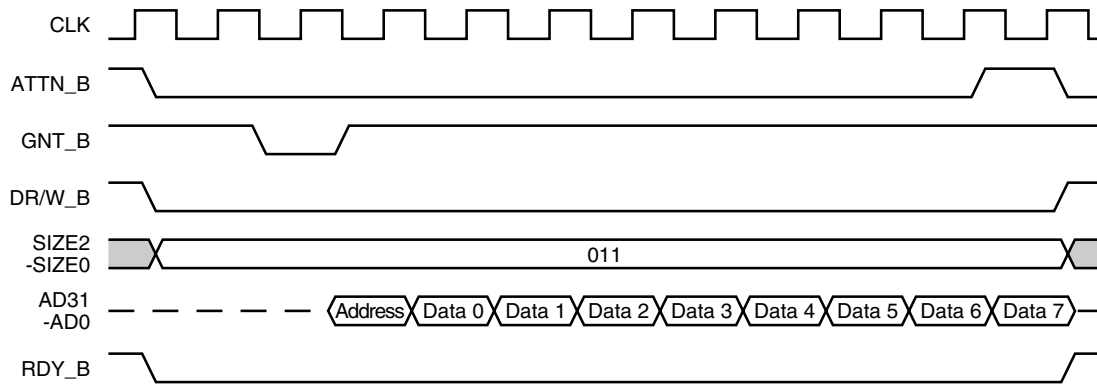 CLK
ATTN_B
GNT_B
DR/W_B
SIZE2
-SIZE0
011
AD31
-AD0
Address Data 0 Data 1 Data 2 Data 3 Data 4 Data 5 Data 6 Data 7
RDY_B